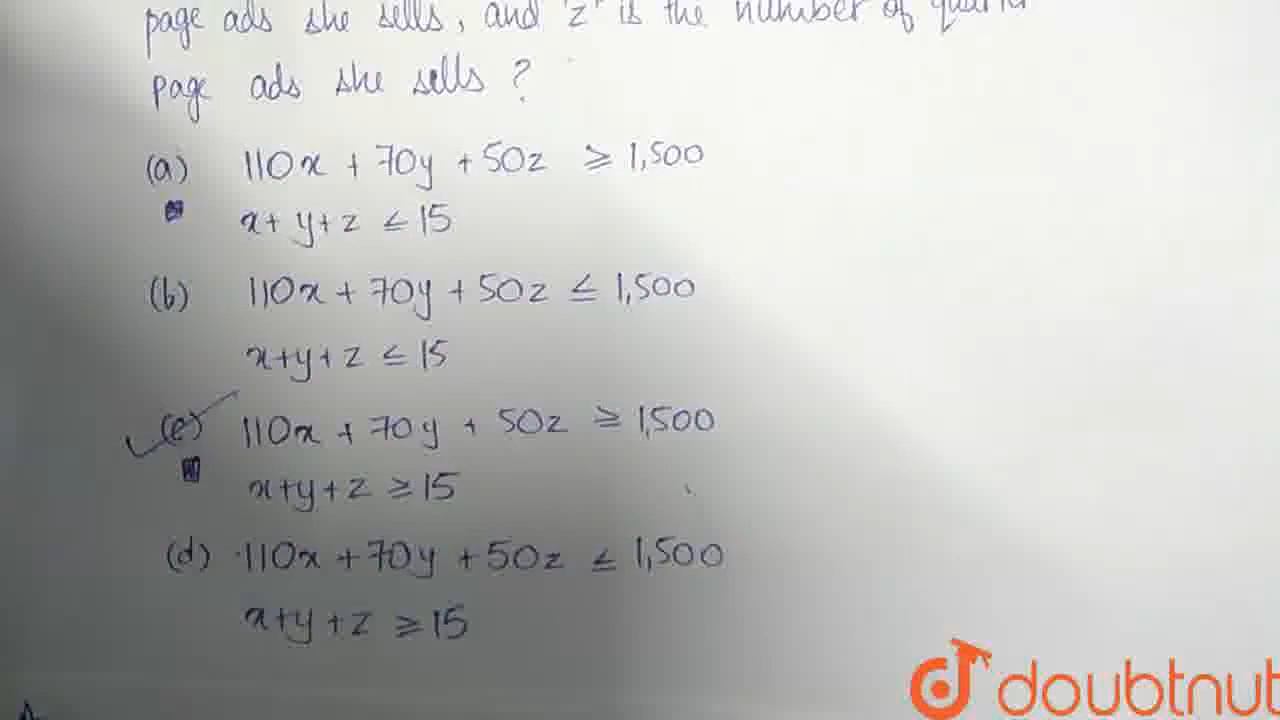 page ads she sells, and 'z' is the number of quarter
page ads she sells ?
(a) 110x + 70y + 50z ≥ 1,500
x + y + z ≤ 15
(b) 110x + 70y + 50z ≤ 1,500
x+y+z ≤ 15
(c) 110x + 70y + 50z ≥ 1,500
x+y+z ≥ 15
(d) 110x + 70y + 50z ≤ 1,500
x+y+z ≥ 15
doubtnut